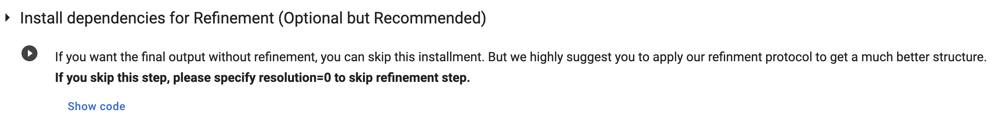 Install dependencies for Refinement (Optional but Recommended)
If you want the final output without refinement, you can skip this installment. But we highly suggest you to apply our refinment protocol to get a much better structure.
If you skip this step, please specify resolution=0 to skip refinement step.
Show code